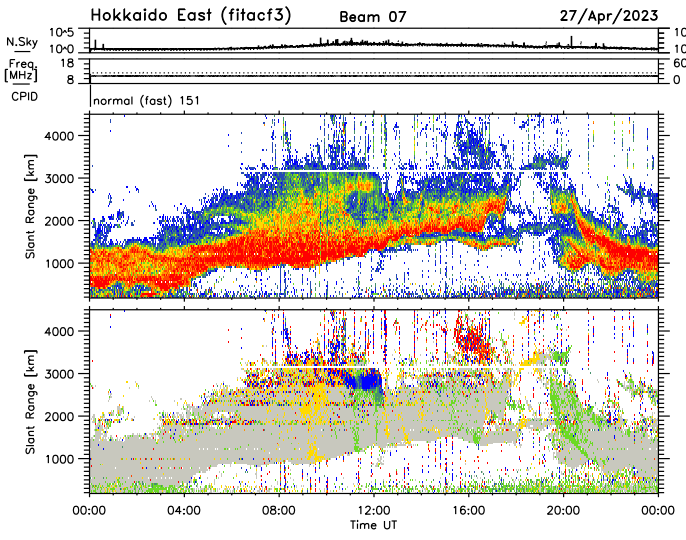 Hokkaido East (fitacf3) Beam 07 27/Apr/2023
10^5 10
N.Sky
10^0 10
Freq. 18 60
[MHz] 8 0
CPID
normal (fast) 151
4000
3000
2000
1000
Slant Range [km]
4000
3000
2000
1000
Slant Range [km]
00:00 04:00 08:00 12:00 16:00 20:00 00:00
Time UT